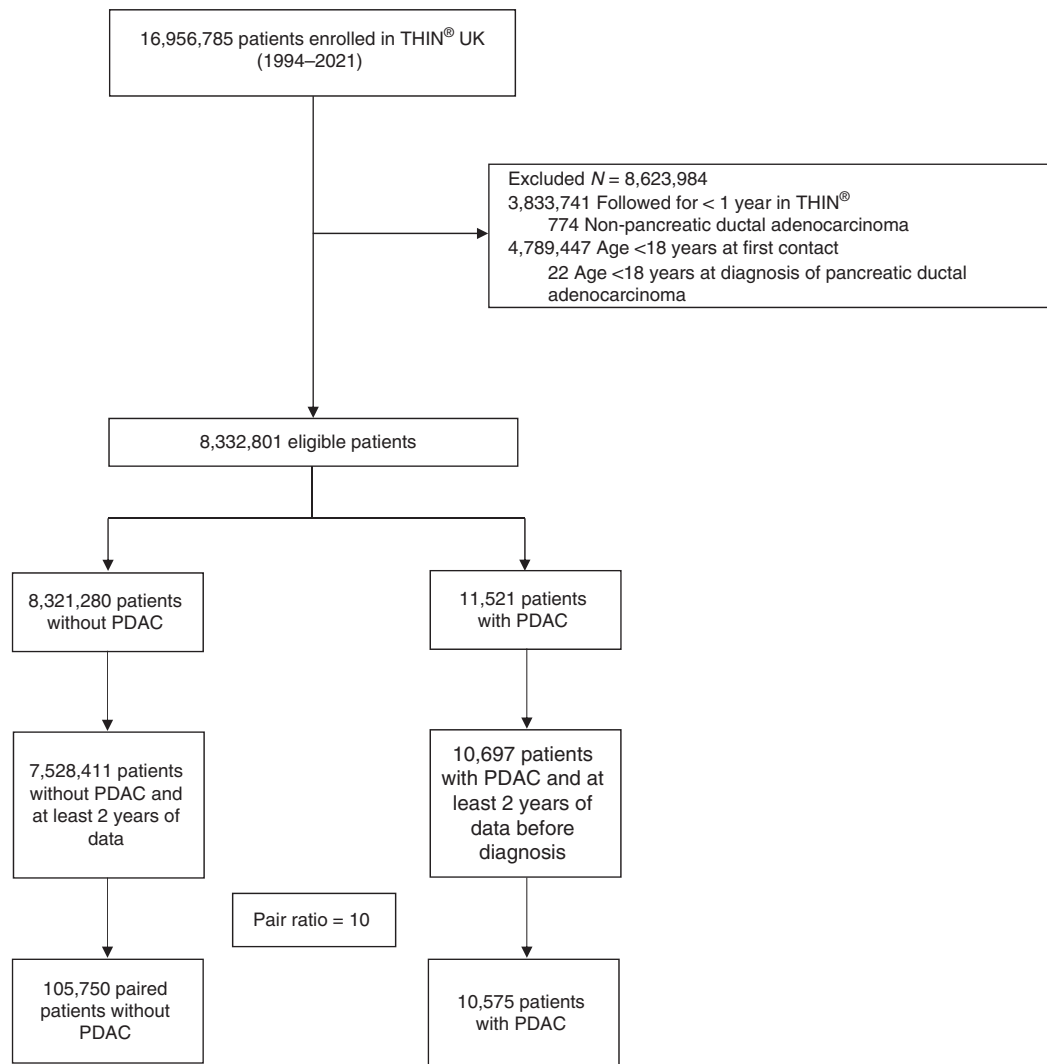 16,956,785 patients enrolled in THIN® UK
(1994–2021)
Excluded N = 8,623,984
3,833,741 Followed for < 1 year in THIN®
774 Non-pancreatic ductal adenocarcinoma
4,789,447 Age <18 years at first contact
22 Age <18 years at diagnosis of pancreatic ductal
adenocarcinoma
8,332,801 eligible patients
8,321,280 patients
without PDAC
11,521 patients
with PDAC
7,528,411 patients
without PDAC and
at least 2 years of
data
10,697 patients
with PDAC and at
least 2 years of
data before
diagnosis
Pair ratio = 10
105,750 paired
patients without
PDAC
10,575 patients
with PDAC